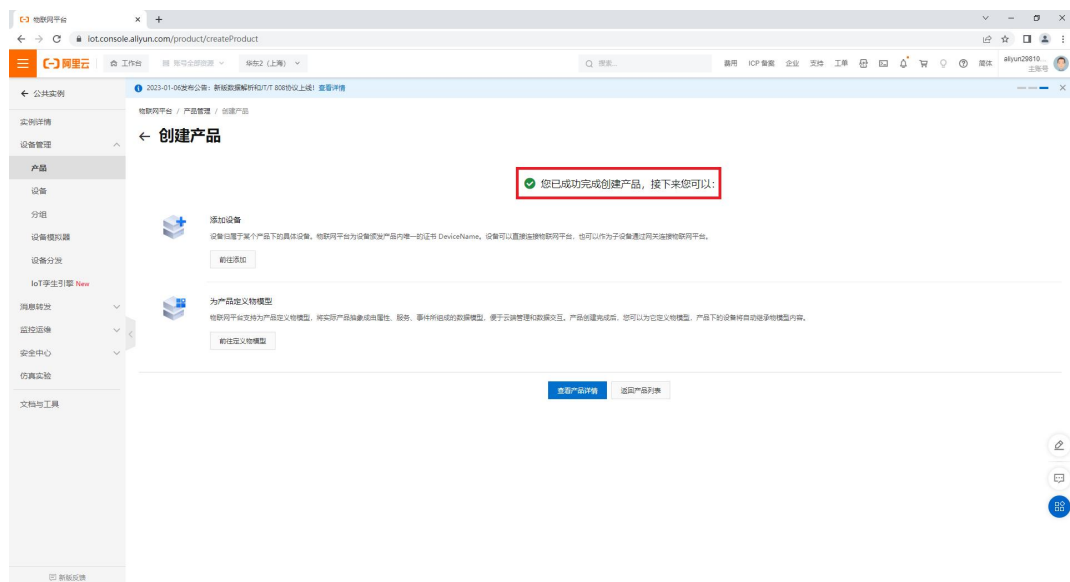 物联网平台
iot.console.aliyun.com/product/createProduct
阿里云
工作台
账号全部资源
华东2（上海）
搜索...
费用
ICP 备案
企业
支持
工单
简体
aliyun29810...
主账号
公共实例
2023-01-06发布公告：新版数据解析和JT/T 808协议上线！查看详情
物联网平台 / 产品管理 / 创建产品
创建产品
实例详情
设备管理
产品
设备
分组
设备模拟器
设备分发
IoT孪生引擎 New
消息转发
监控运维
安全中心
仿真实验
文档与工具
新版反馈
您已成功完成创建产品，接下来您可以：
添加设备
设备归属于某个产品下的具体设备。物联网平台为设备颁发产品内唯一的证书 DeviceName。设备可以直接连接物联网平台，也可以作为子设备通过网关连接物联网平台。
前往添加
为产品定义物模型
物联网平台支持为产品定义物模型，将实际产品抽象成由属性、服务、事件所组成的数据模型，便于云端管理和数据交互。产品创建完成后，您可以为它定义物模型，产品下的设备将自动继承物模型内容。
前往定义物模型
查看产品详情
返回产品列表